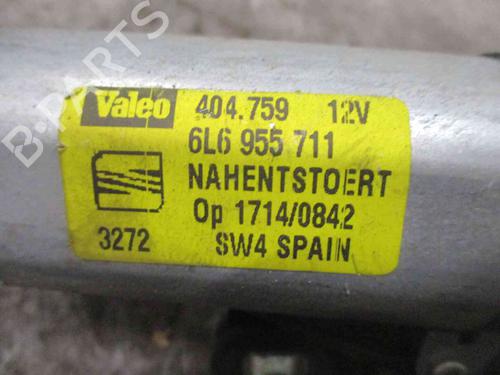 B-PARTS
Valeo 404.759 12V
6L6 955 711
NAHENTSTOERT
Op 1714/0842
3272 SW4 SPAIN